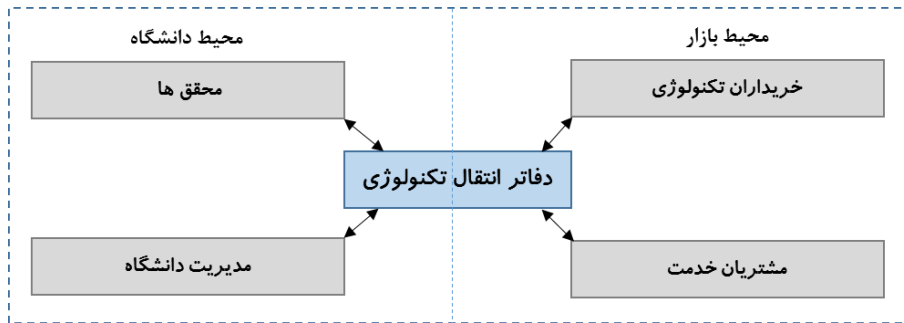 محیط بازار
محیط دانشگاه
خریداران تکنولوژی
محقق ها
دفاتر انتقال تکنولوژی
مشتریان خدمت
مدیریت دانشگاه